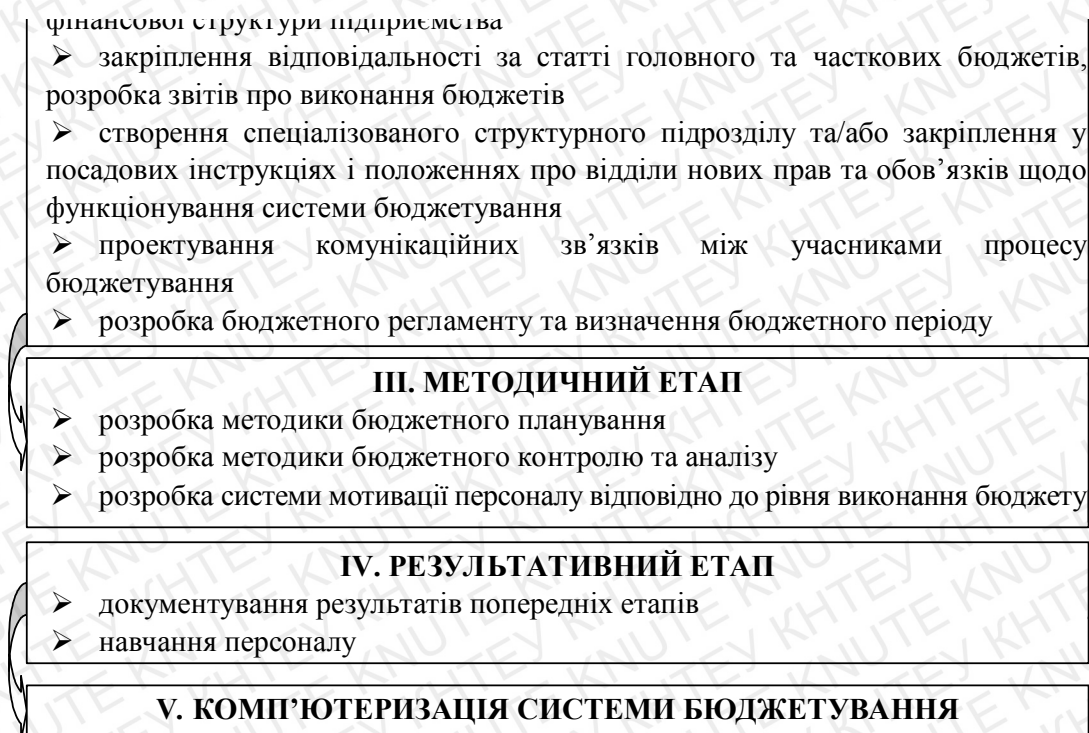 фінансової структури підприємства
➢ закріплення відповідальності за статті головного та часткових бюджетів,
розробка звітів про виконання бюджетів
➢ створення спеціалізованого структурного підрозділу та/або закріплення у
посадових інструкціях і положеннях про відділи нових прав та обов’язків щодо
функціонування системи бюджетування
➢ проектування комунікаційних зв’язків між учасниками процесу
бюджетування
➢ розробка бюджетного регламенту та визначення бюджетного періоду
ІІІ. МЕТОДИЧНИЙ ЕТАП
➢ розробка методики бюджетного планування
➢ розробка методики бюджетного контролю та аналізу
➢ розробка системи мотивації персоналу відповідно до рівня виконання бюджету
IV. РЕЗУЛЬТАТИВНИЙ ЕТАП
➢ документування результатів попередніх етапів
➢ навчання персоналу
V. КОМП’ЮТЕРИЗАЦІЯ СИСТЕМИ БЮДЖЕТУВАННЯ